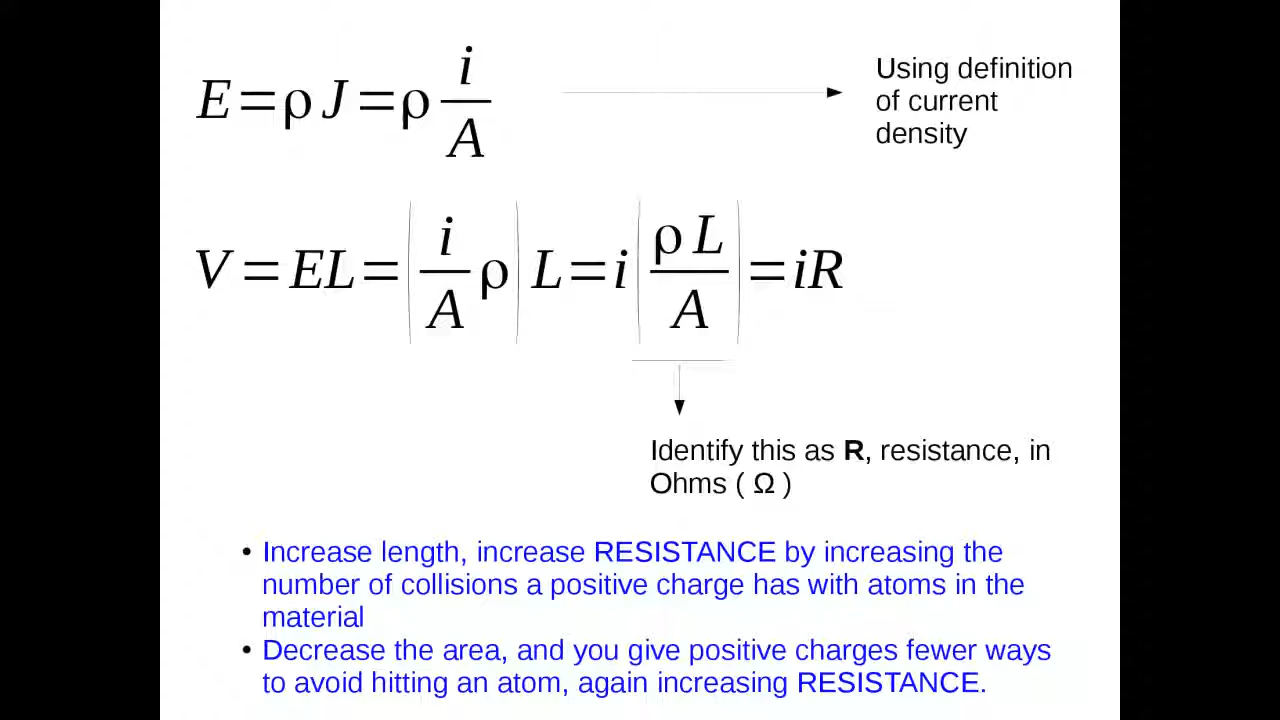 E=ρJ=ρ i/A
Using definition
of current
density
V=EL=(i/A ρ)L=i(ρL/A)=iR
Identify this as R, resistance, in
Ohms ( Ω )
• Increase length, increase RESISTANCE by increasing the
number of collisions a positive charge has with atoms in the
material
• Decrease the area, and you give positive charges fewer ways
to avoid hitting an atom, again increasing RESISTANCE.